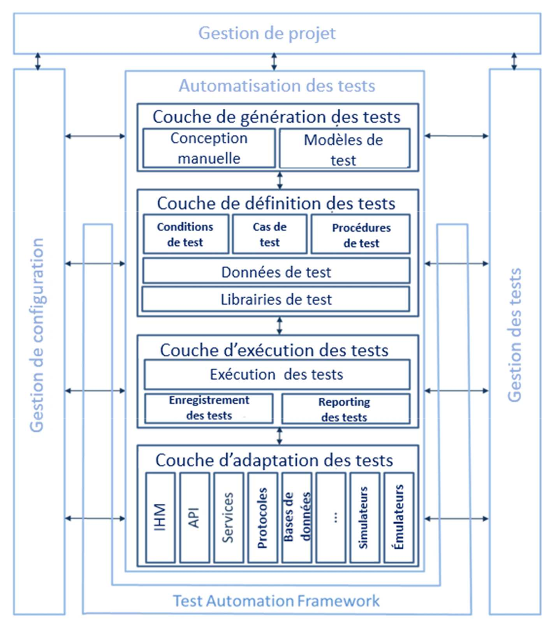 Gestion de projet
Automatisation des tests
Couche de génération des tests
Conception
manuelle
Modèles de
test
Couche de définition des tests
Conditions
de test
Cas de
test
Procédures
de test
Données de test
Librairies de test
Couche d'exécution des tests
Exécution des tests
Enregistrement
des tests
Reporting
des tests
Couche d'adaptation des tests
IHM
API
Services
Protocoles
Bases de
données
...
Simulateurs
Émulateurs
Gestion de configuration
Gestion des tests
Test Automation Framework